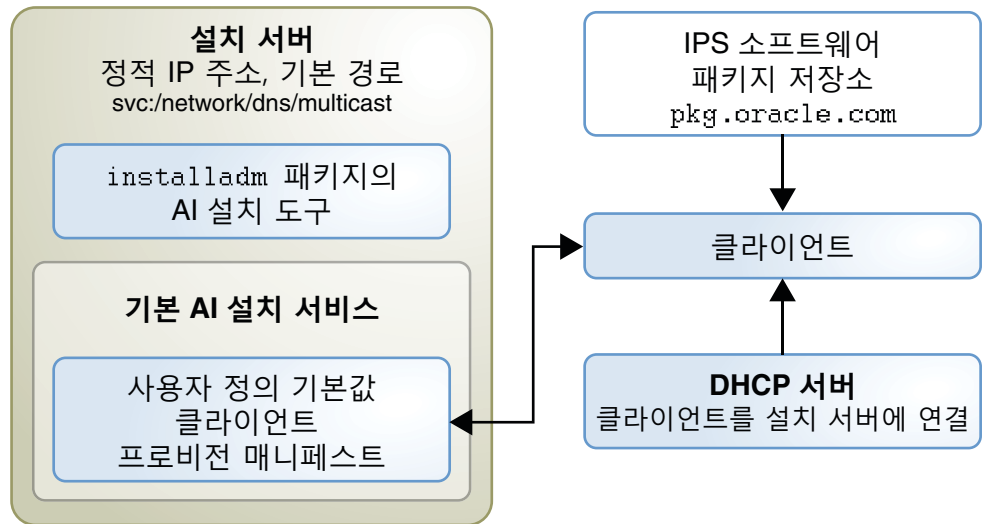 설치 서버
정적 IP 주소, 기본 경로
svc:/network/dns/multicast
installadm 패키지의
AI 설치 도구
기본 AI 설치 서비스
사용자 정의 기본값
클라이언트
프로비전 매니페스트
IPS 소프트웨어
패키지 저장소
pkg.oracle.com
클라이언트
DHCP 서버
클라이언트를 설치 서버에 연결